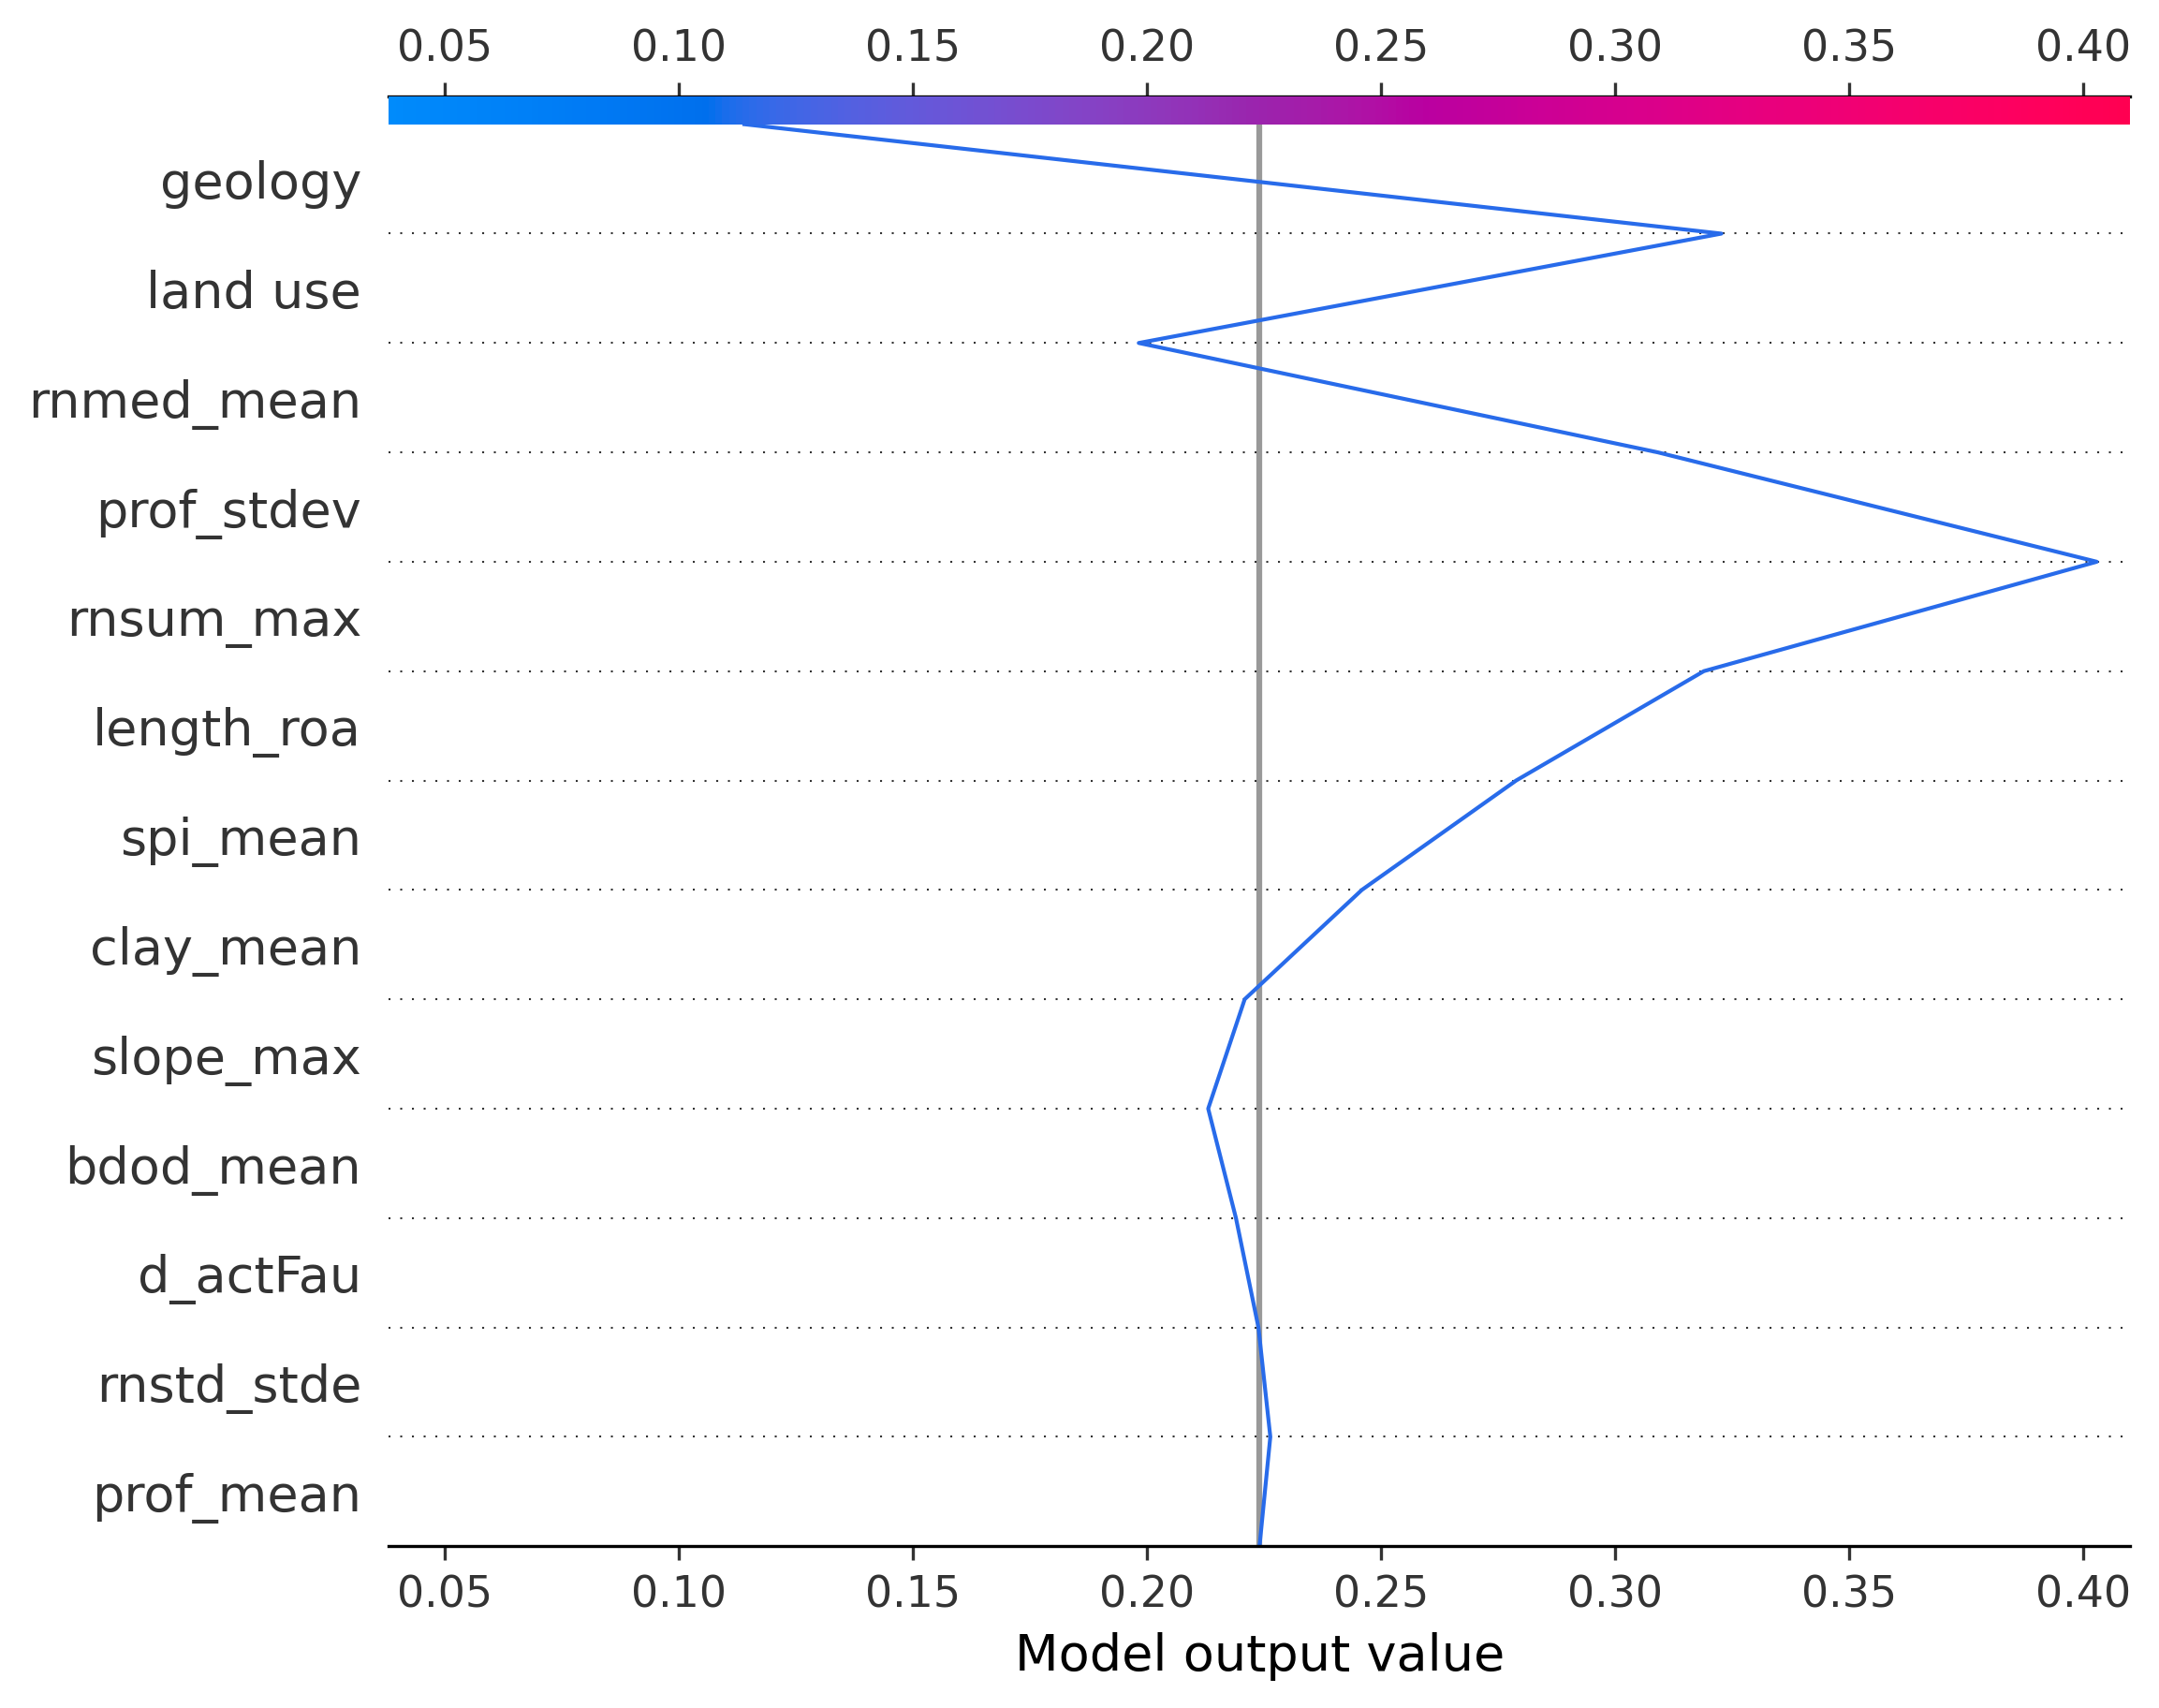 0.05 0.10 0.15 0.20 0.25 0.30 0.35 0.40
geology
land use
rnmed_mean
prof_stdev
rnsum_max
length_roa
spi_mean
clay_mean
slope_max
bdod_mean
d_actFau
rnstd_stde
prof_mean
0.05 0.10 0.15 0.20 0.25 0.30 0.35 0.40
Model output value